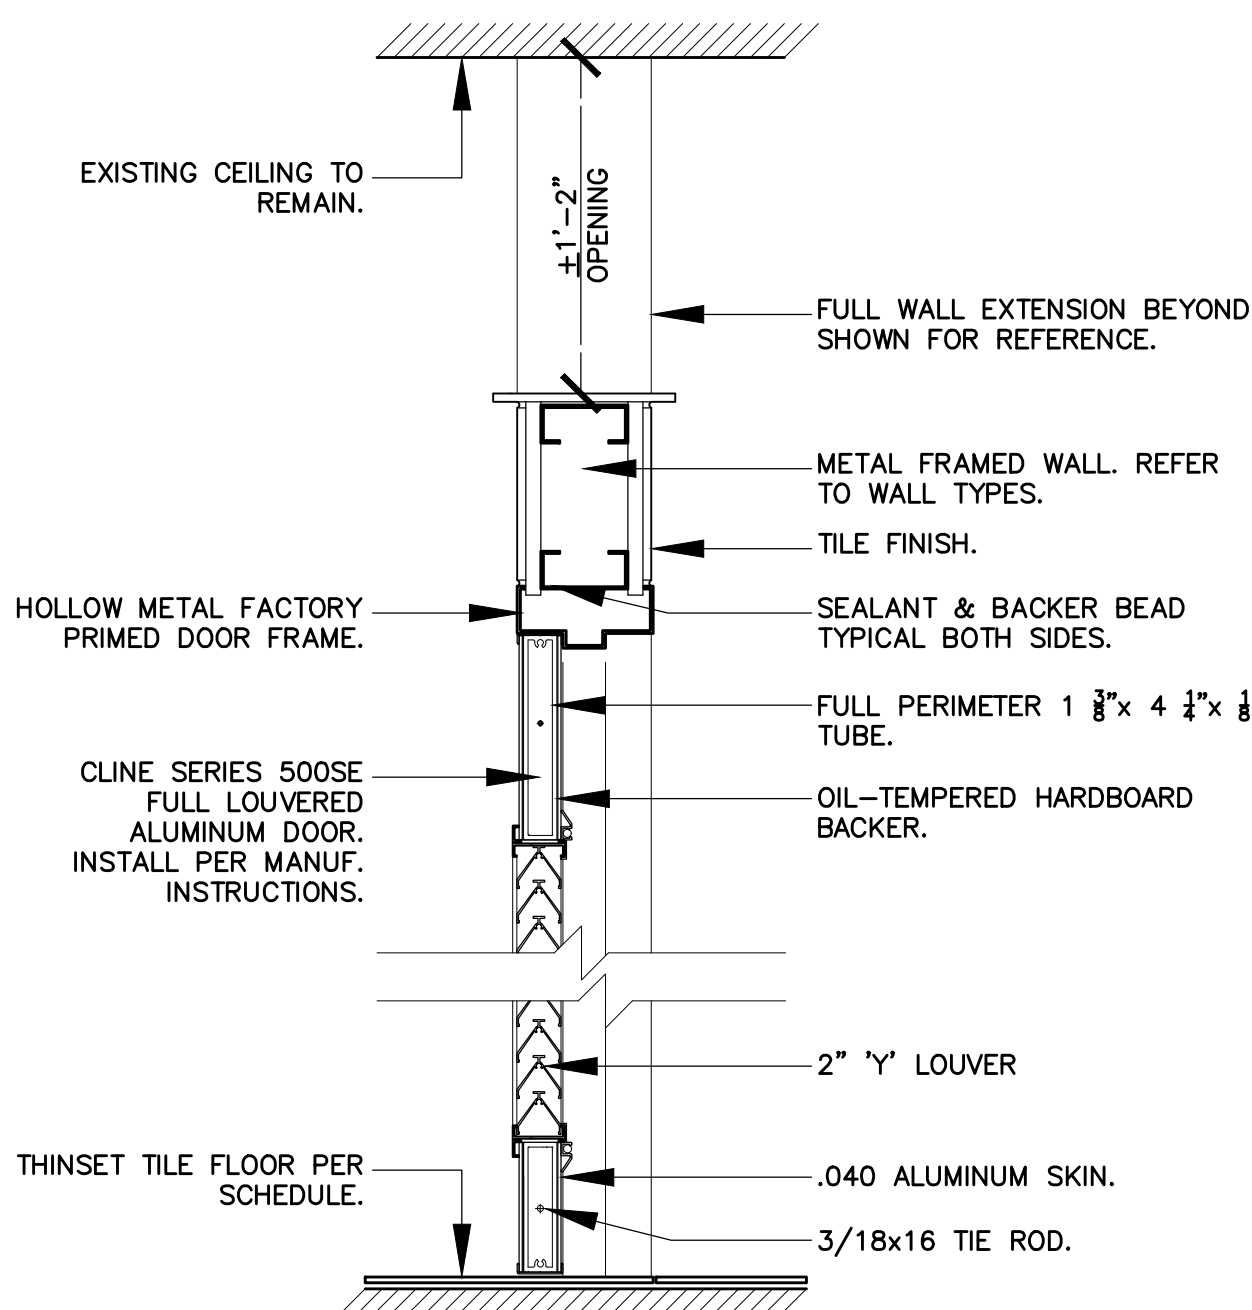 EXISTING CEILING TO
REMAIN.
±1'-2"
OPENING
FULL WALL EXTENSION BEYOND
SHOWN FOR REFERENCE.
METAL FRAMED WALL. REFER
TO WALL TYPES.
TILE FINISH.
HOLLOW METAL FACTORY
PRIMED DOOR FRAME.
SEALANT & BACKER BEAD
TYPICAL BOTH SIDES.
FULL PERIMETER 1 3/8"x 4 1/4"x 1/8
TUBE.
CLINE SERIES 500SE
FULL LOUVERED
ALUMINUM DOOR.
INSTALL PER MANUF.
INSTRUCTIONS.
OIL-TEMPERED HARDBOARD
BACKER.
2" 'Y' LOUVER
THINSET TILE FLOOR PER
SCHEDULE.
.040 ALUMINUM SKIN.
3/18x16 TIE ROD.